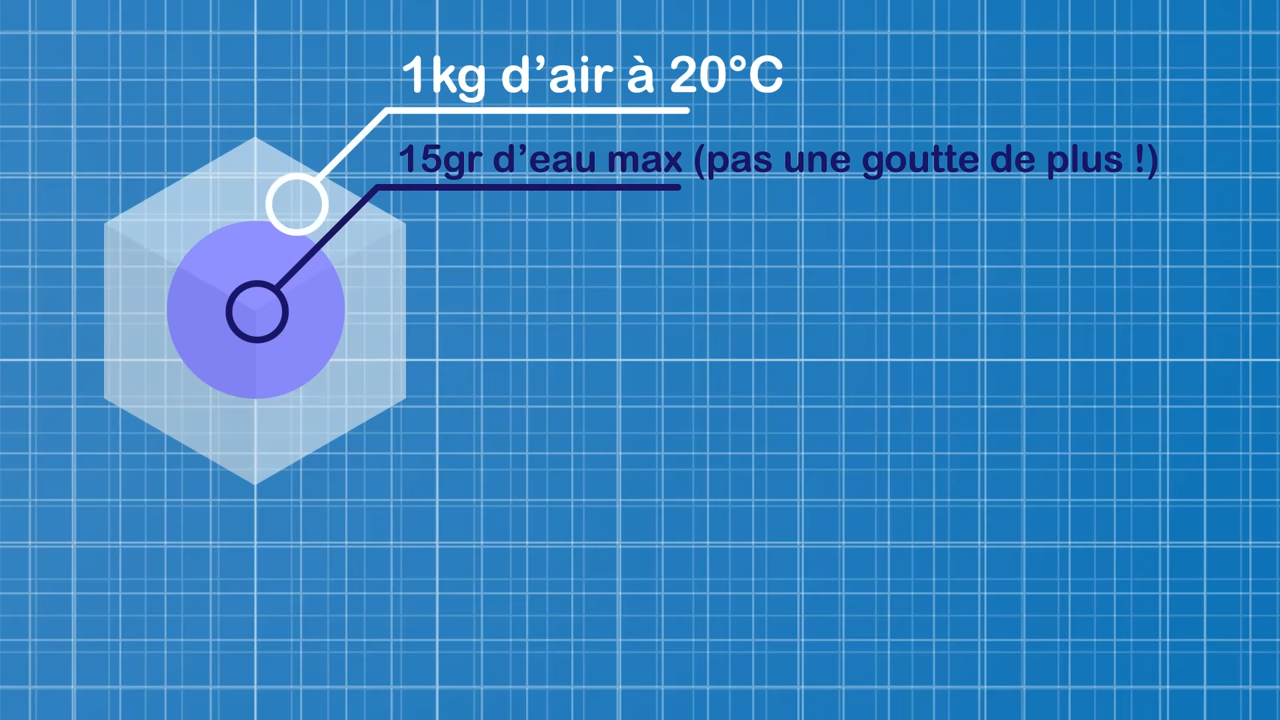 1kg d’air à 20°C
15gr d’eau max (pas une goutte de plus !)